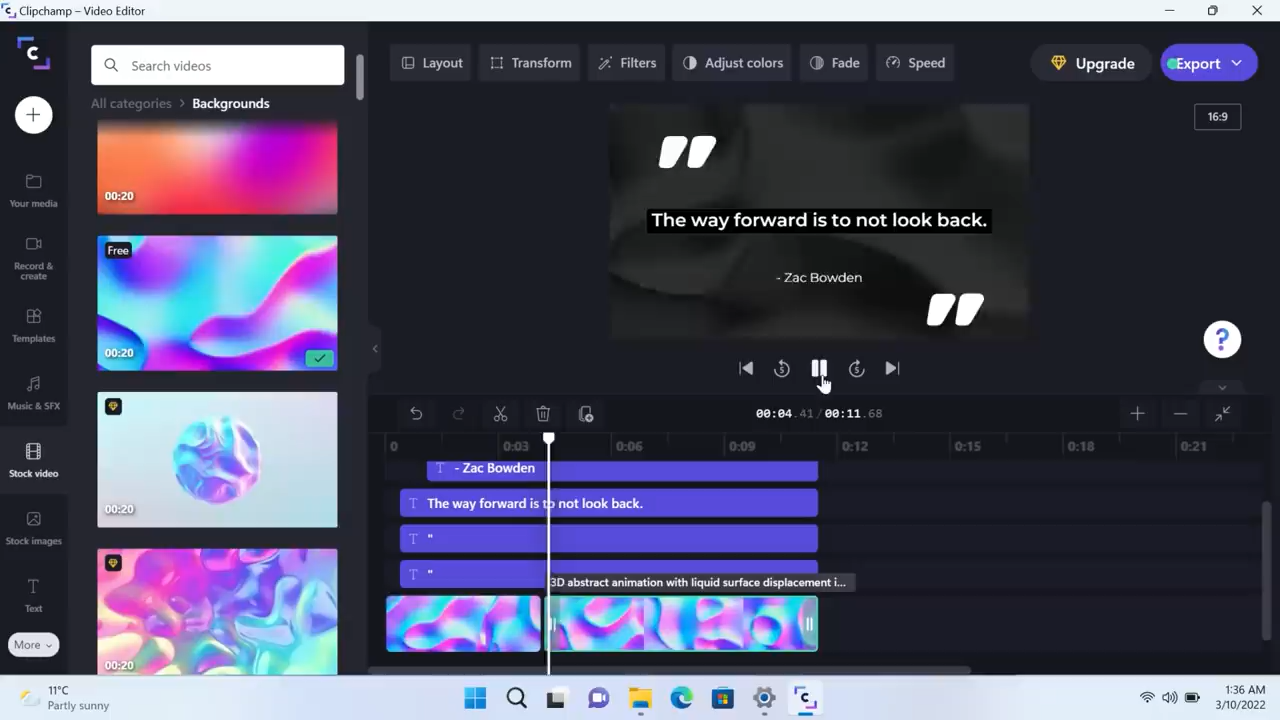 Clipchamp - Video Editor
Search videos
Layout
Transform
Filters
Adjust colors
Fade
Speed
Upgrade
Export
All categories > Backgrounds
16:9
00:20
Free
00:20
00:20
00:20
Your media
Record & create
Templates
Music & SFX
Stock video
Stock images
Text
More
"
The way forward is to not look back.
- Zac Bowden
"
5
5
?
00:04.41/00:11.68
0
0:03
0:06
0:09
0:12
0:15
0:18
0:21
T - Zac Bowden
T The way forward is to not look back.
T "
T "
3D abstract animation with liquid surface displacement i...
11°C
Partly sunny
1:36 AM
3/10/2022